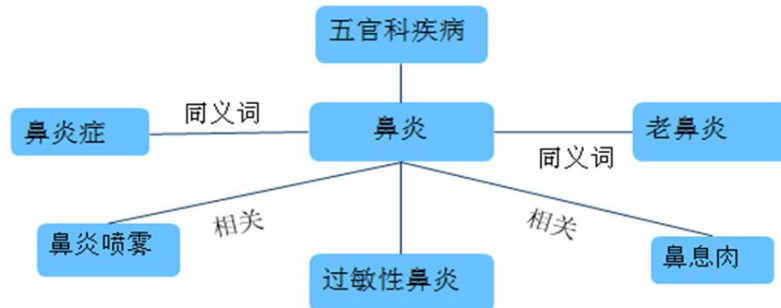 五官科疾病
同义词
鼻炎症
鼻炎
老鼻炎
同义词
相关
相关
鼻炎喷雾
鼻息肉
过敏性鼻炎